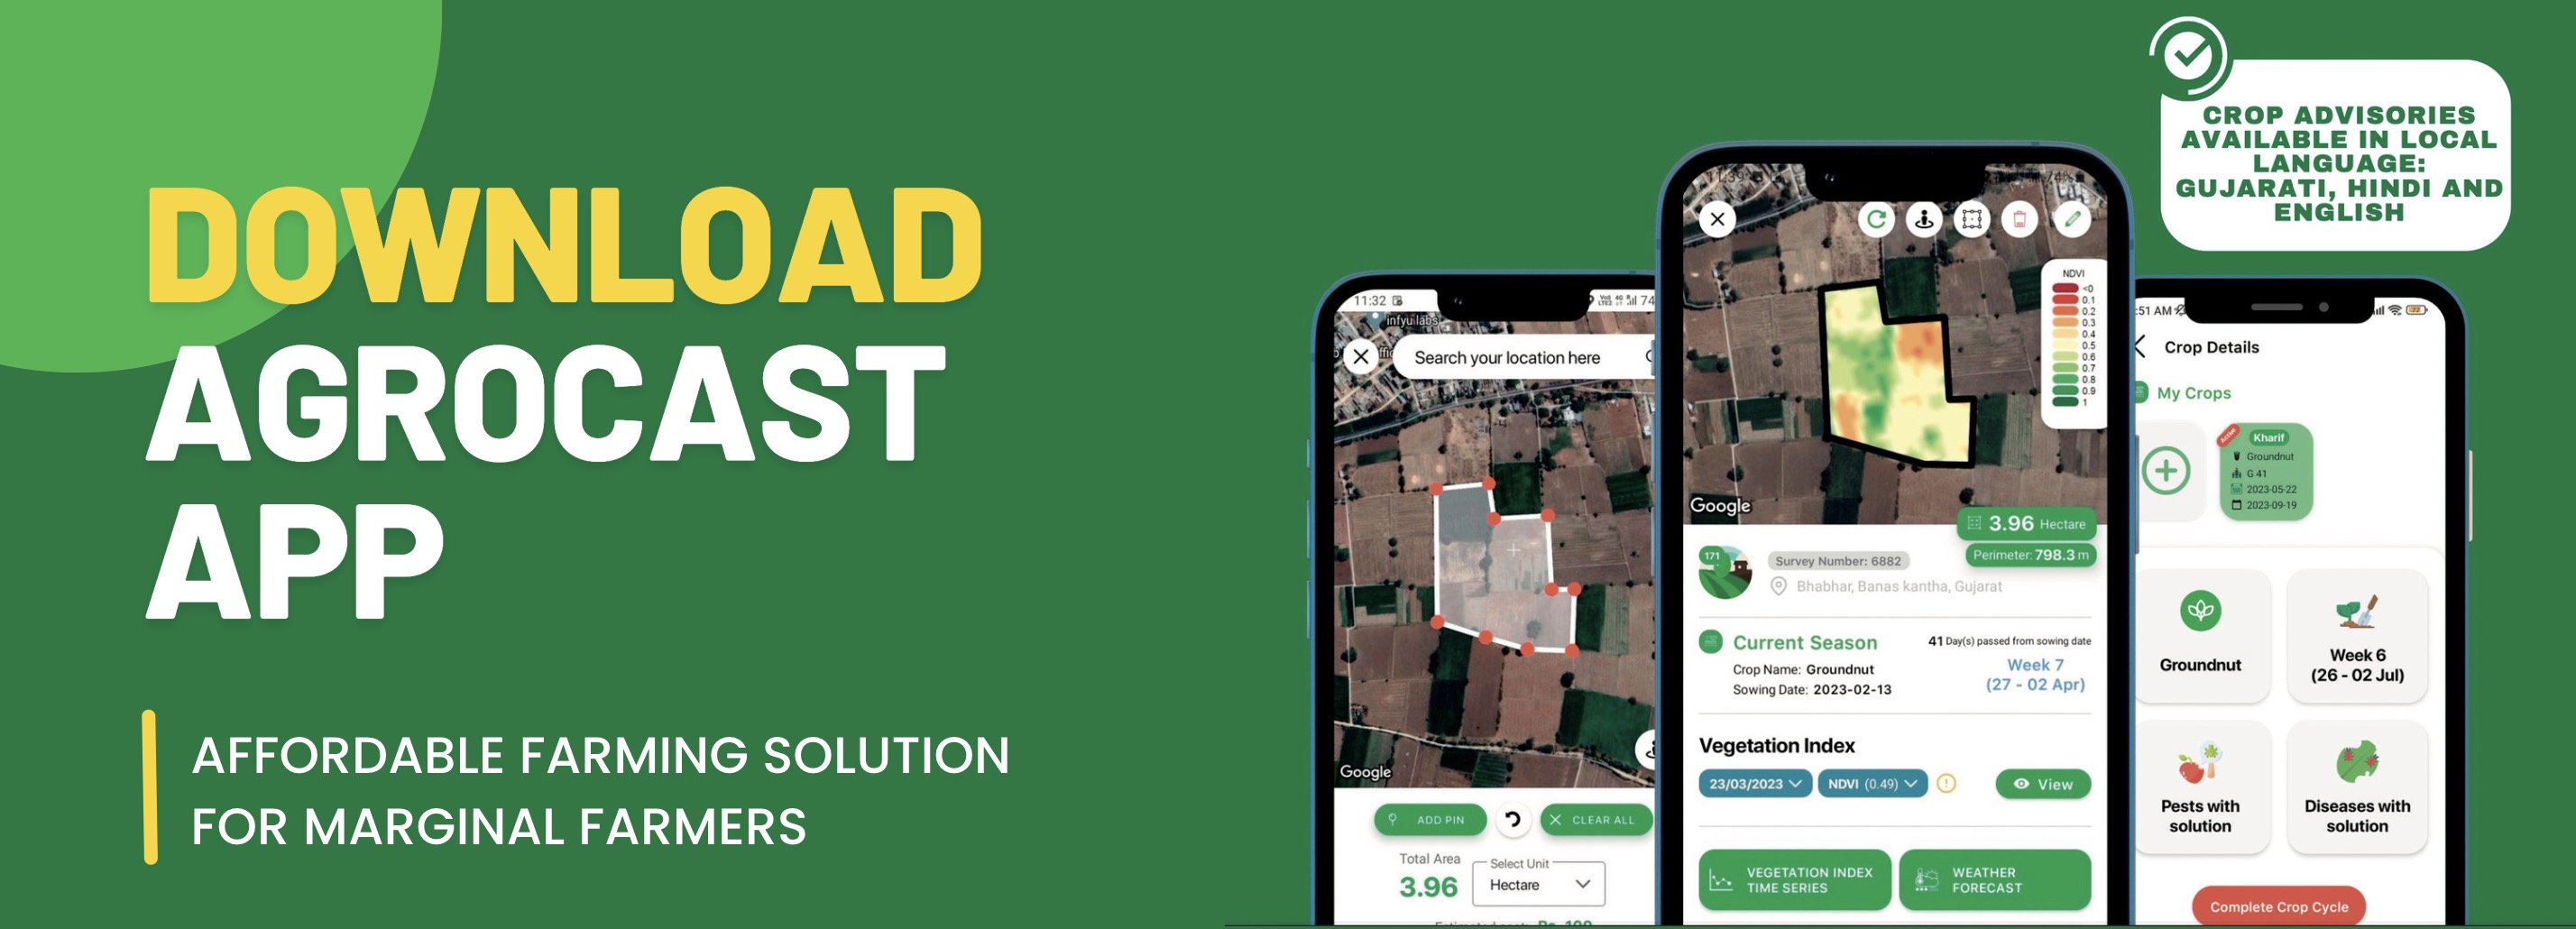 DOWNLOAD
AGROCAST
APP
AFFORDABLE FARMING SOLUTION
FOR MARGINAL FARMERS
11:32
74
infyu labs
Search your location here
Google
ADD PIN
CLEAR ALL
Total Area
3.96
Select Unit
Hectare
NDVI
<0
0.1
0.2
0.3
0.4
0.5
0.6
0.7
0.8
0.9
1
Google
3.96 Hectare
Perimeter: 798.3 m
171
Survey Number: 6882
Bhabhar, Banas kantha, Gujarat
Current Season
41 Day(s) passed from sowing date
Crop Name: Groundnut
Week 7
Sowing Date: 2023-02-13
(27 - 02 Apr)
Vegetation Index
23/03/2023
NDVI (0.49)
View
VEGETATION INDEX
TIME SERIES
WEATHER
FORECAST
CROP ADVISORIES
AVAILABLE IN LOCAL
LANGUAGE:
GUJARATI, HINDI AND
ENGLISH
:51 AM
Crop Details
My Crops
Active
Kharif
Groundnut
G 41
2023-05-22
2023-09-19
Groundnut
Week 6
(26 - 02 Jul)
Pests with
solution
Diseases with
solution
Complete Crop Cycle